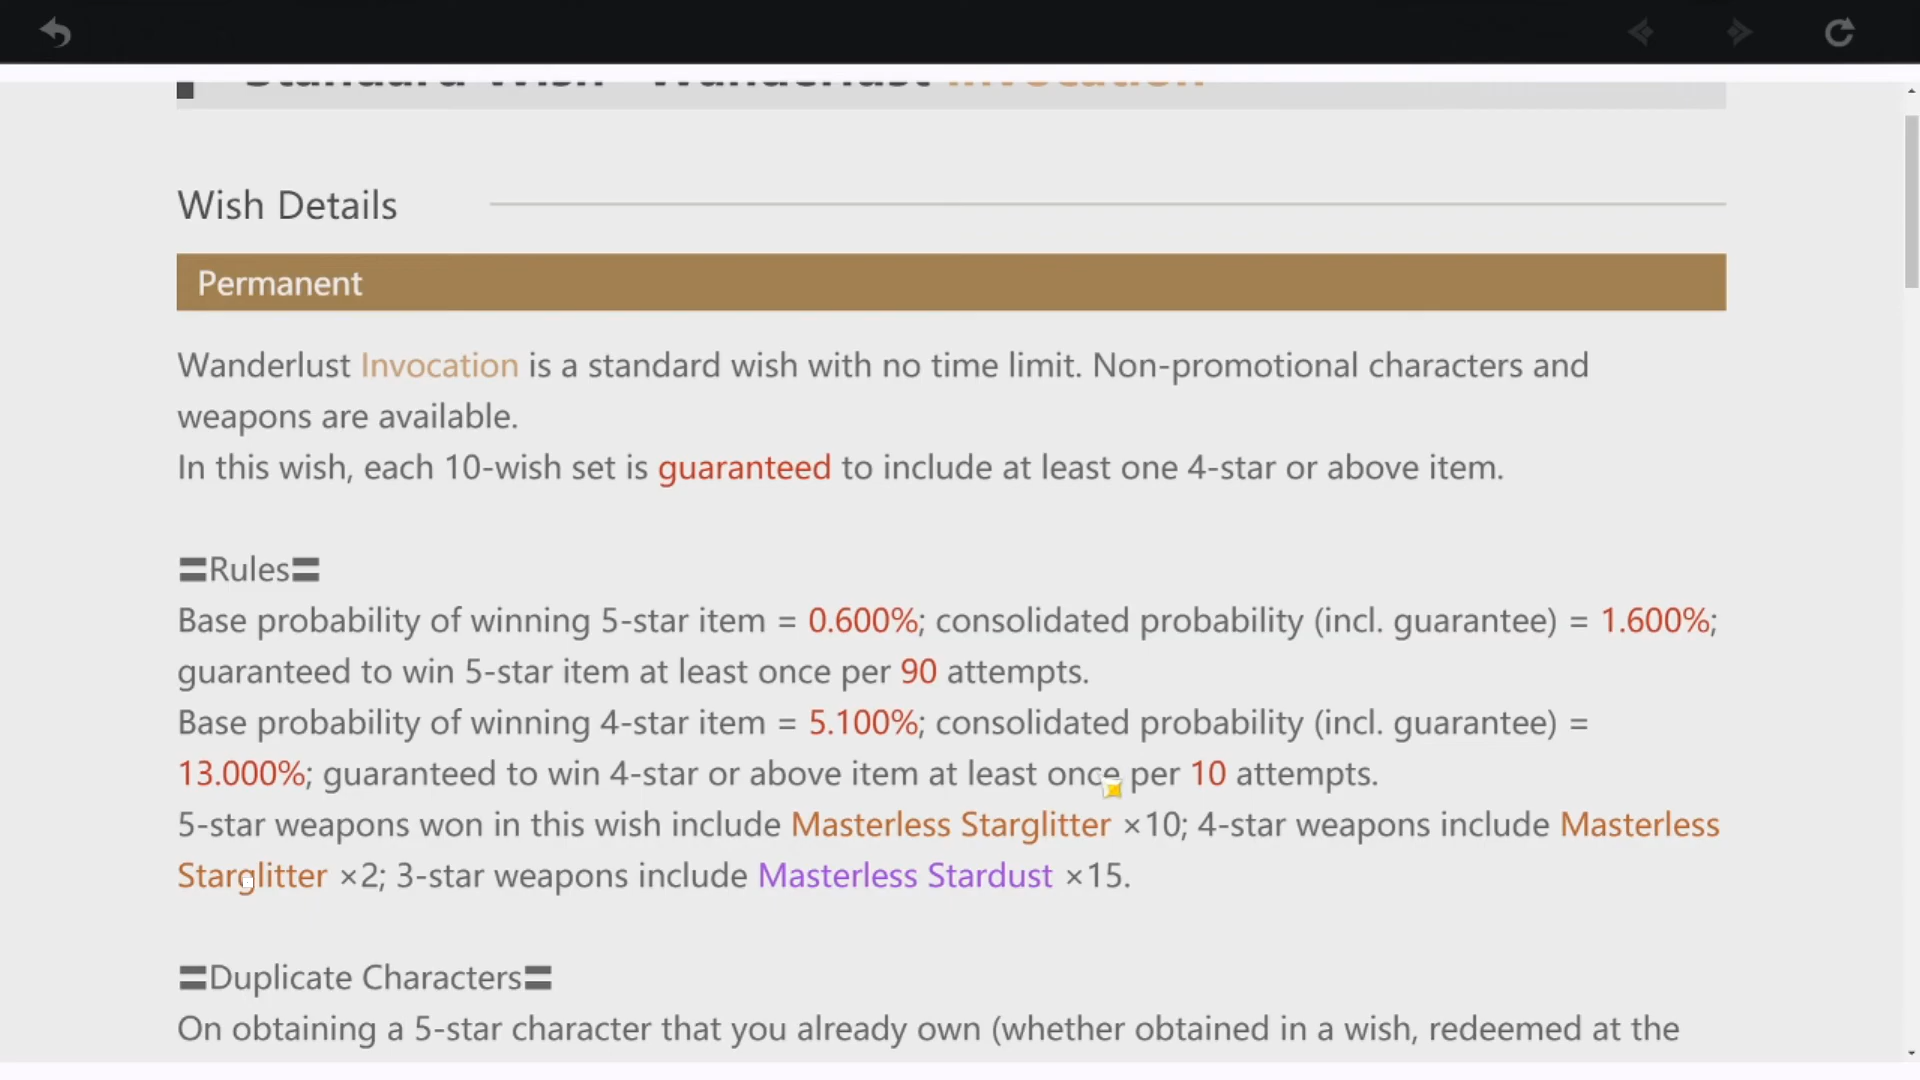 Standard Wish "Wanderlust Invocation"
Wish Details
Permanent
Wanderlust Invocation is a standard wish with no time limit. Non-promotional characters and
weapons are available.
In this wish, each 10-wish set is guaranteed to include at least one 4-star or above item.
〓Rules〓
Base probability of winning 5-star item = 0.600%; consolidated probability (incl. guarantee) = 1.600%;
guaranteed to win 5-star item at least once per 90 attempts.
Base probability of winning 4-star item = 5.100%; consolidated probability (incl. guarantee) =
13.000%; guaranteed to win 4-star or above item at least once per 10 attempts.
5-star weapons won in this wish include Masterless Starglitter ×10; 4-star weapons include Masterless
Starglitter ×2; 3-star weapons include Masterless Stardust ×15.
〓Duplicate Characters〓
On obtaining a 5-star character that you already own (whether obtained in a wish, redeemed at the